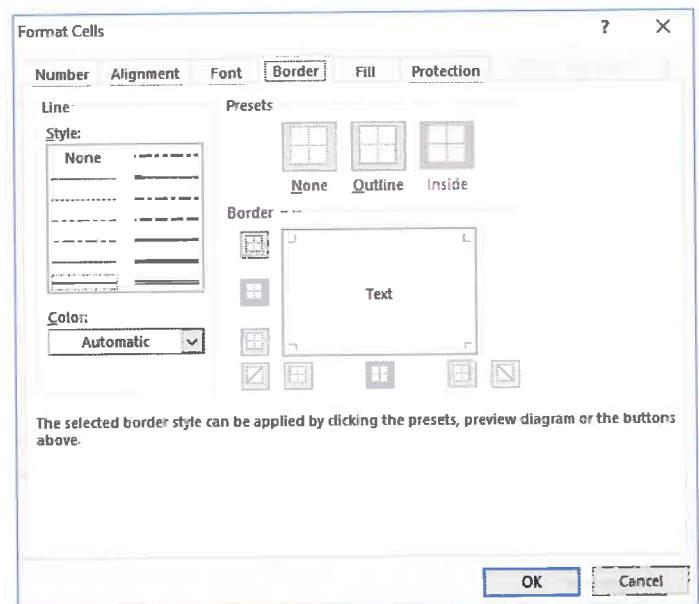 Format Cells ? ×
Number Alignment Font Border Fill Protection
Line
Style:
None
Presets
None Outline Inside
Border
Text
Color:
Automatic
The selected border style can be applied by clicking the presets, preview diagram or the buttons
above.
OK Cancel